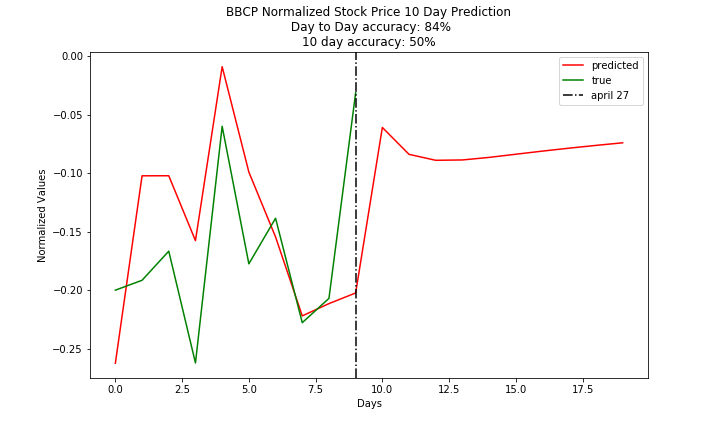 BBCP Normalized Stock Price 10 Day Prediction
Day to Day accuracy: 84%
10 day accuracy: 50%
predicted
true
april 27
0.00
−0.05
−0.10
−0.15
−0.20
−0.25
Normalized Values
0.0 2.5 5.0 7.5 10.0 12.5 15.0 17.5
Days